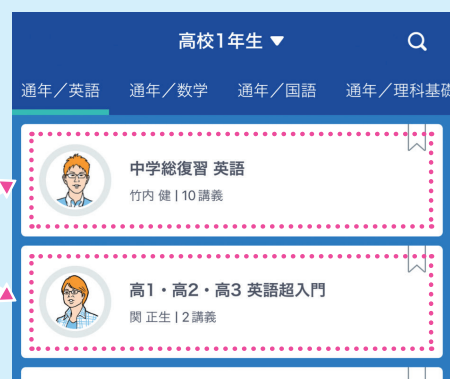 高校1年生 ▼
通年／英語 通年／数学 通年／国語 通年／理科基礎
中学総復習 英語
竹内 健 | 10講義
高1・高2・高3 英語超入門
関 正生 | 2講義